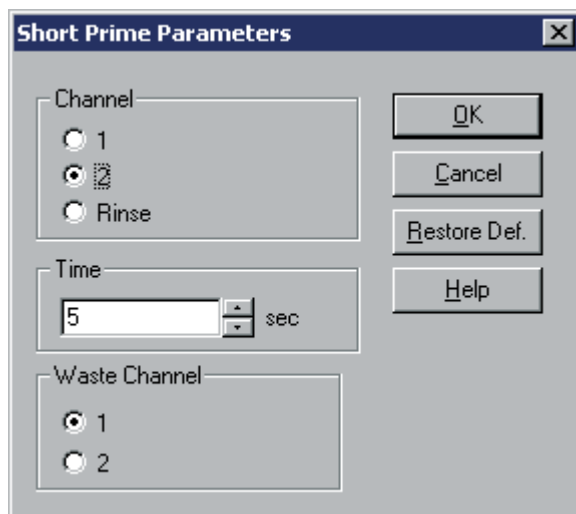 Short Prime Parameters
Channel
1
2
Rinse
Time
5 sec
Waste Channel
1
2
OK
Cancel
Restore Def.
Help